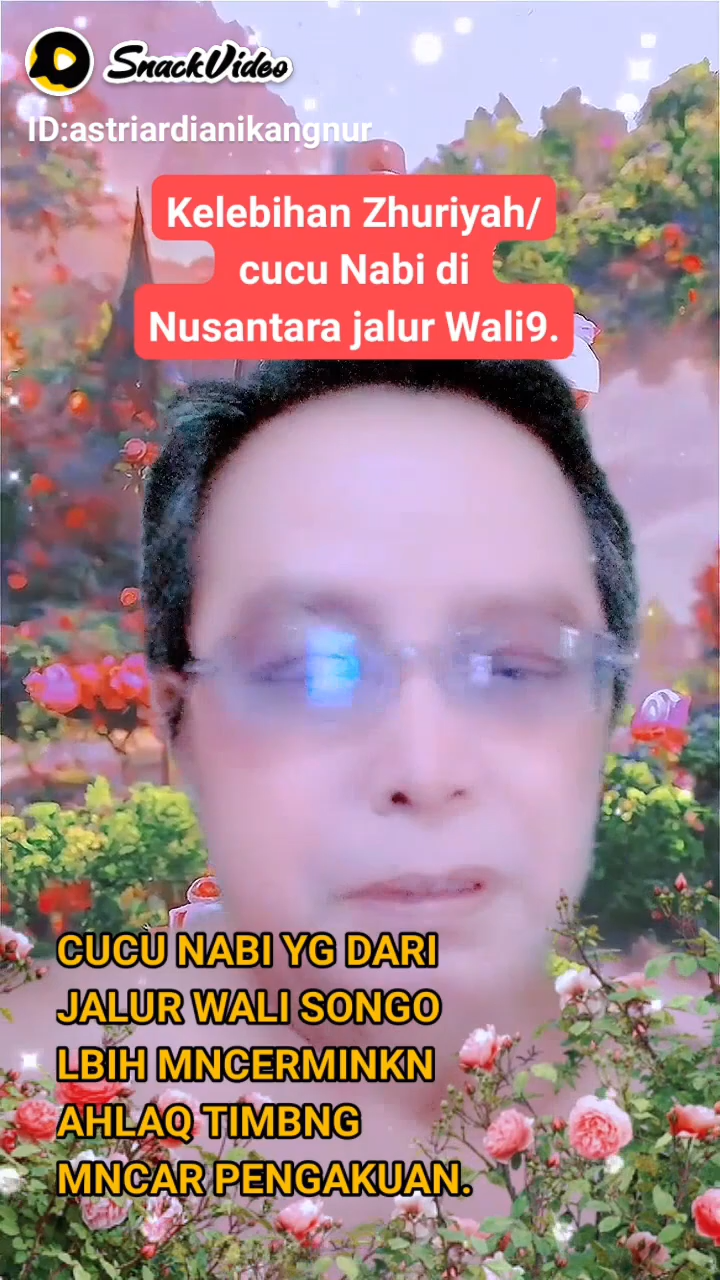 SnackVideo
ID:astriardianikangnur
Kelebihan Zhuriyah/
cucu Nabi di
Nusantara jalur Wali9.
CUCU NABI YG DARI
JALUR WALI SONGO
LBIH MNCERMINKN
AHLAQ TIMBNG
MNCAR PENGAKUAN.